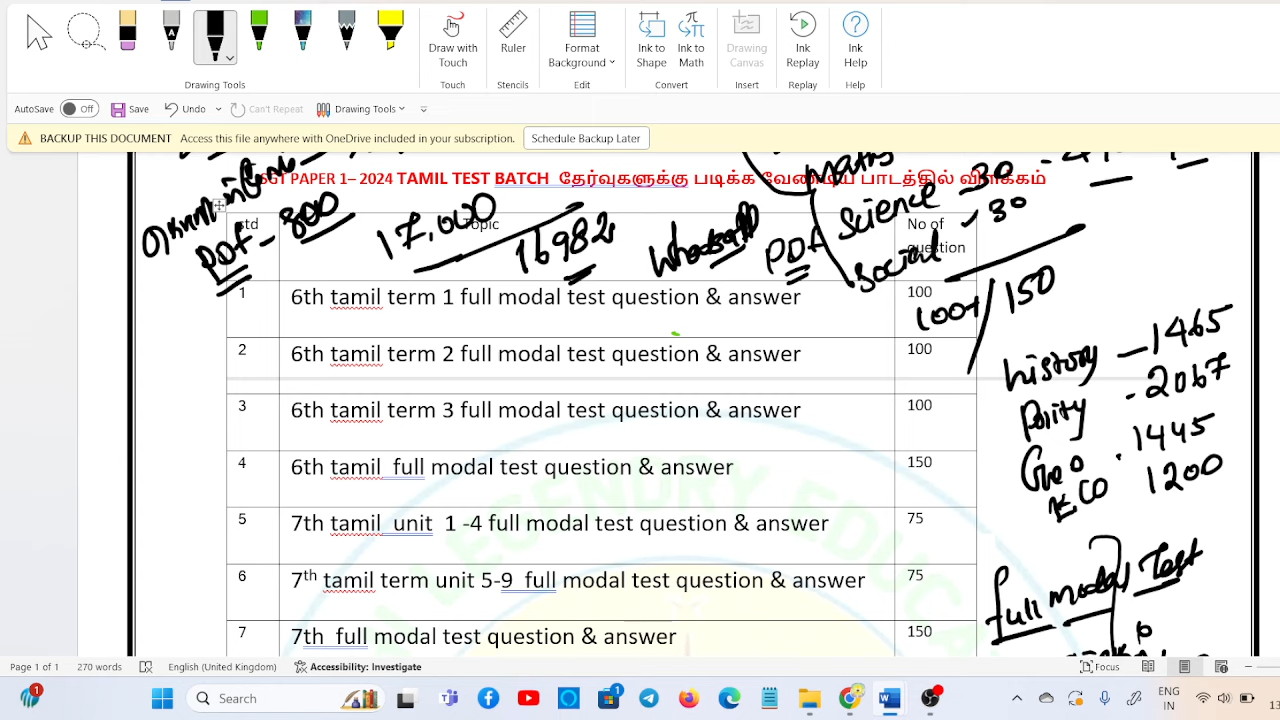 Draw with Touch
Ruler
Format Background
Ink to Shape
Ink to Math
Drawing Canvas
Ink Replay
Ink Help
Drawing Tools
Touch
Stencils
Edit
Convert
Insert
Replay
Help
AutoSave Off Save Undo Can't Repeat Drawing Tools
BACKUP THIS DOCUMENT Access this file anywhere with OneDrive included in your subscription. Schedule Backup Later
Maths
SGT PAPER 1– 2024 TAMIL TEST BATCH தேர்வுகளுக்கு படிக்க வேண்டிய பாடத்தில் விளக்கம்
Science - 30
Social - 30
PDF - 800
17,000
16982
Whatsapp PDF
100+/150
std Topic No of question
1 6th tamil term 1 full modal test question & answer 100
2 6th tamil term 2 full modal test question & answer 100
3 6th tamil term 3 full modal test question & answer 100
4 6th tamil full modal test question & answer 150
5 7th tamil unit 1 -4 full modal test question & answer 75
6 7th tamil term unit 5-9 full modal test question & answer 75
7 7th full modal test question & answer 150
history - 1465
Polity - 2067
Geo . 1445
ECO 1200
full modal Test
Page 1 of 1 270 words English (United Kingdom) Accessibility: Investigate Focus
Search
ENG
IN